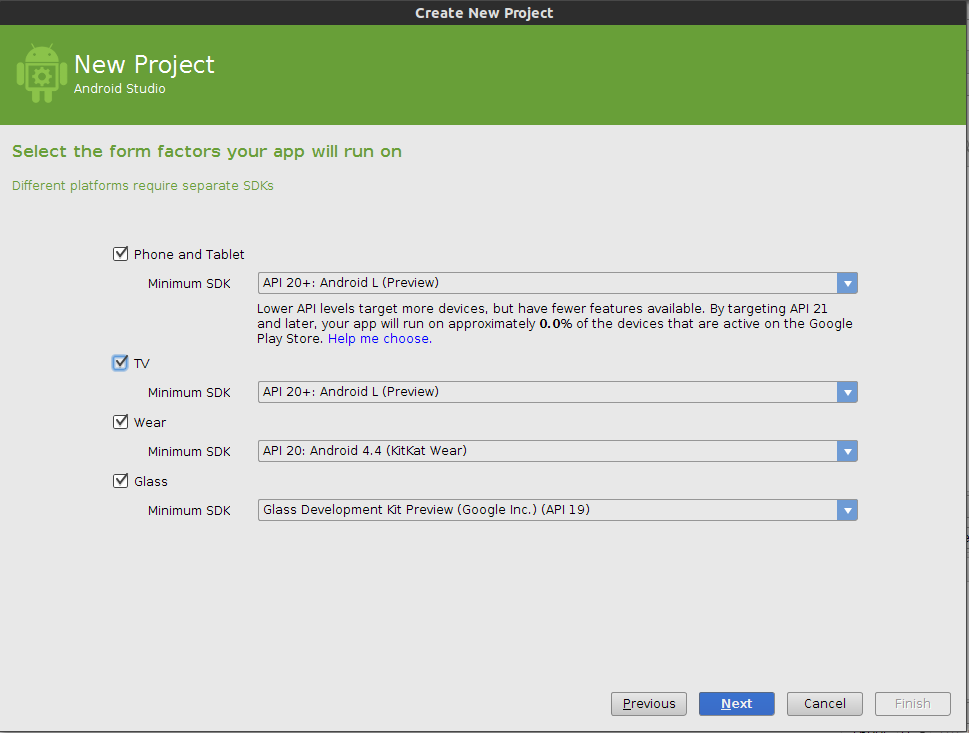 Create New Project
New Project
Android Studio
Select the form factors your app will run on
Different platforms require separate SDKs
Phone and Tablet
Minimum SDK API 20+: Android L (Preview)
Lower API levels target more devices, but have fewer features available. By targeting API 21
and later, your app will run on approximately 0.0% of the devices that are active on the Google
Play Store. Help me choose.
TV
Minimum SDK API 20+: Android L (Preview)
Wear
Minimum SDK API 20: Android 4.4 (KitKat Wear)
Glass
Minimum SDK Glass Development Kit Preview (Google Inc.) (API 19)
Previous Next Cancel Finish